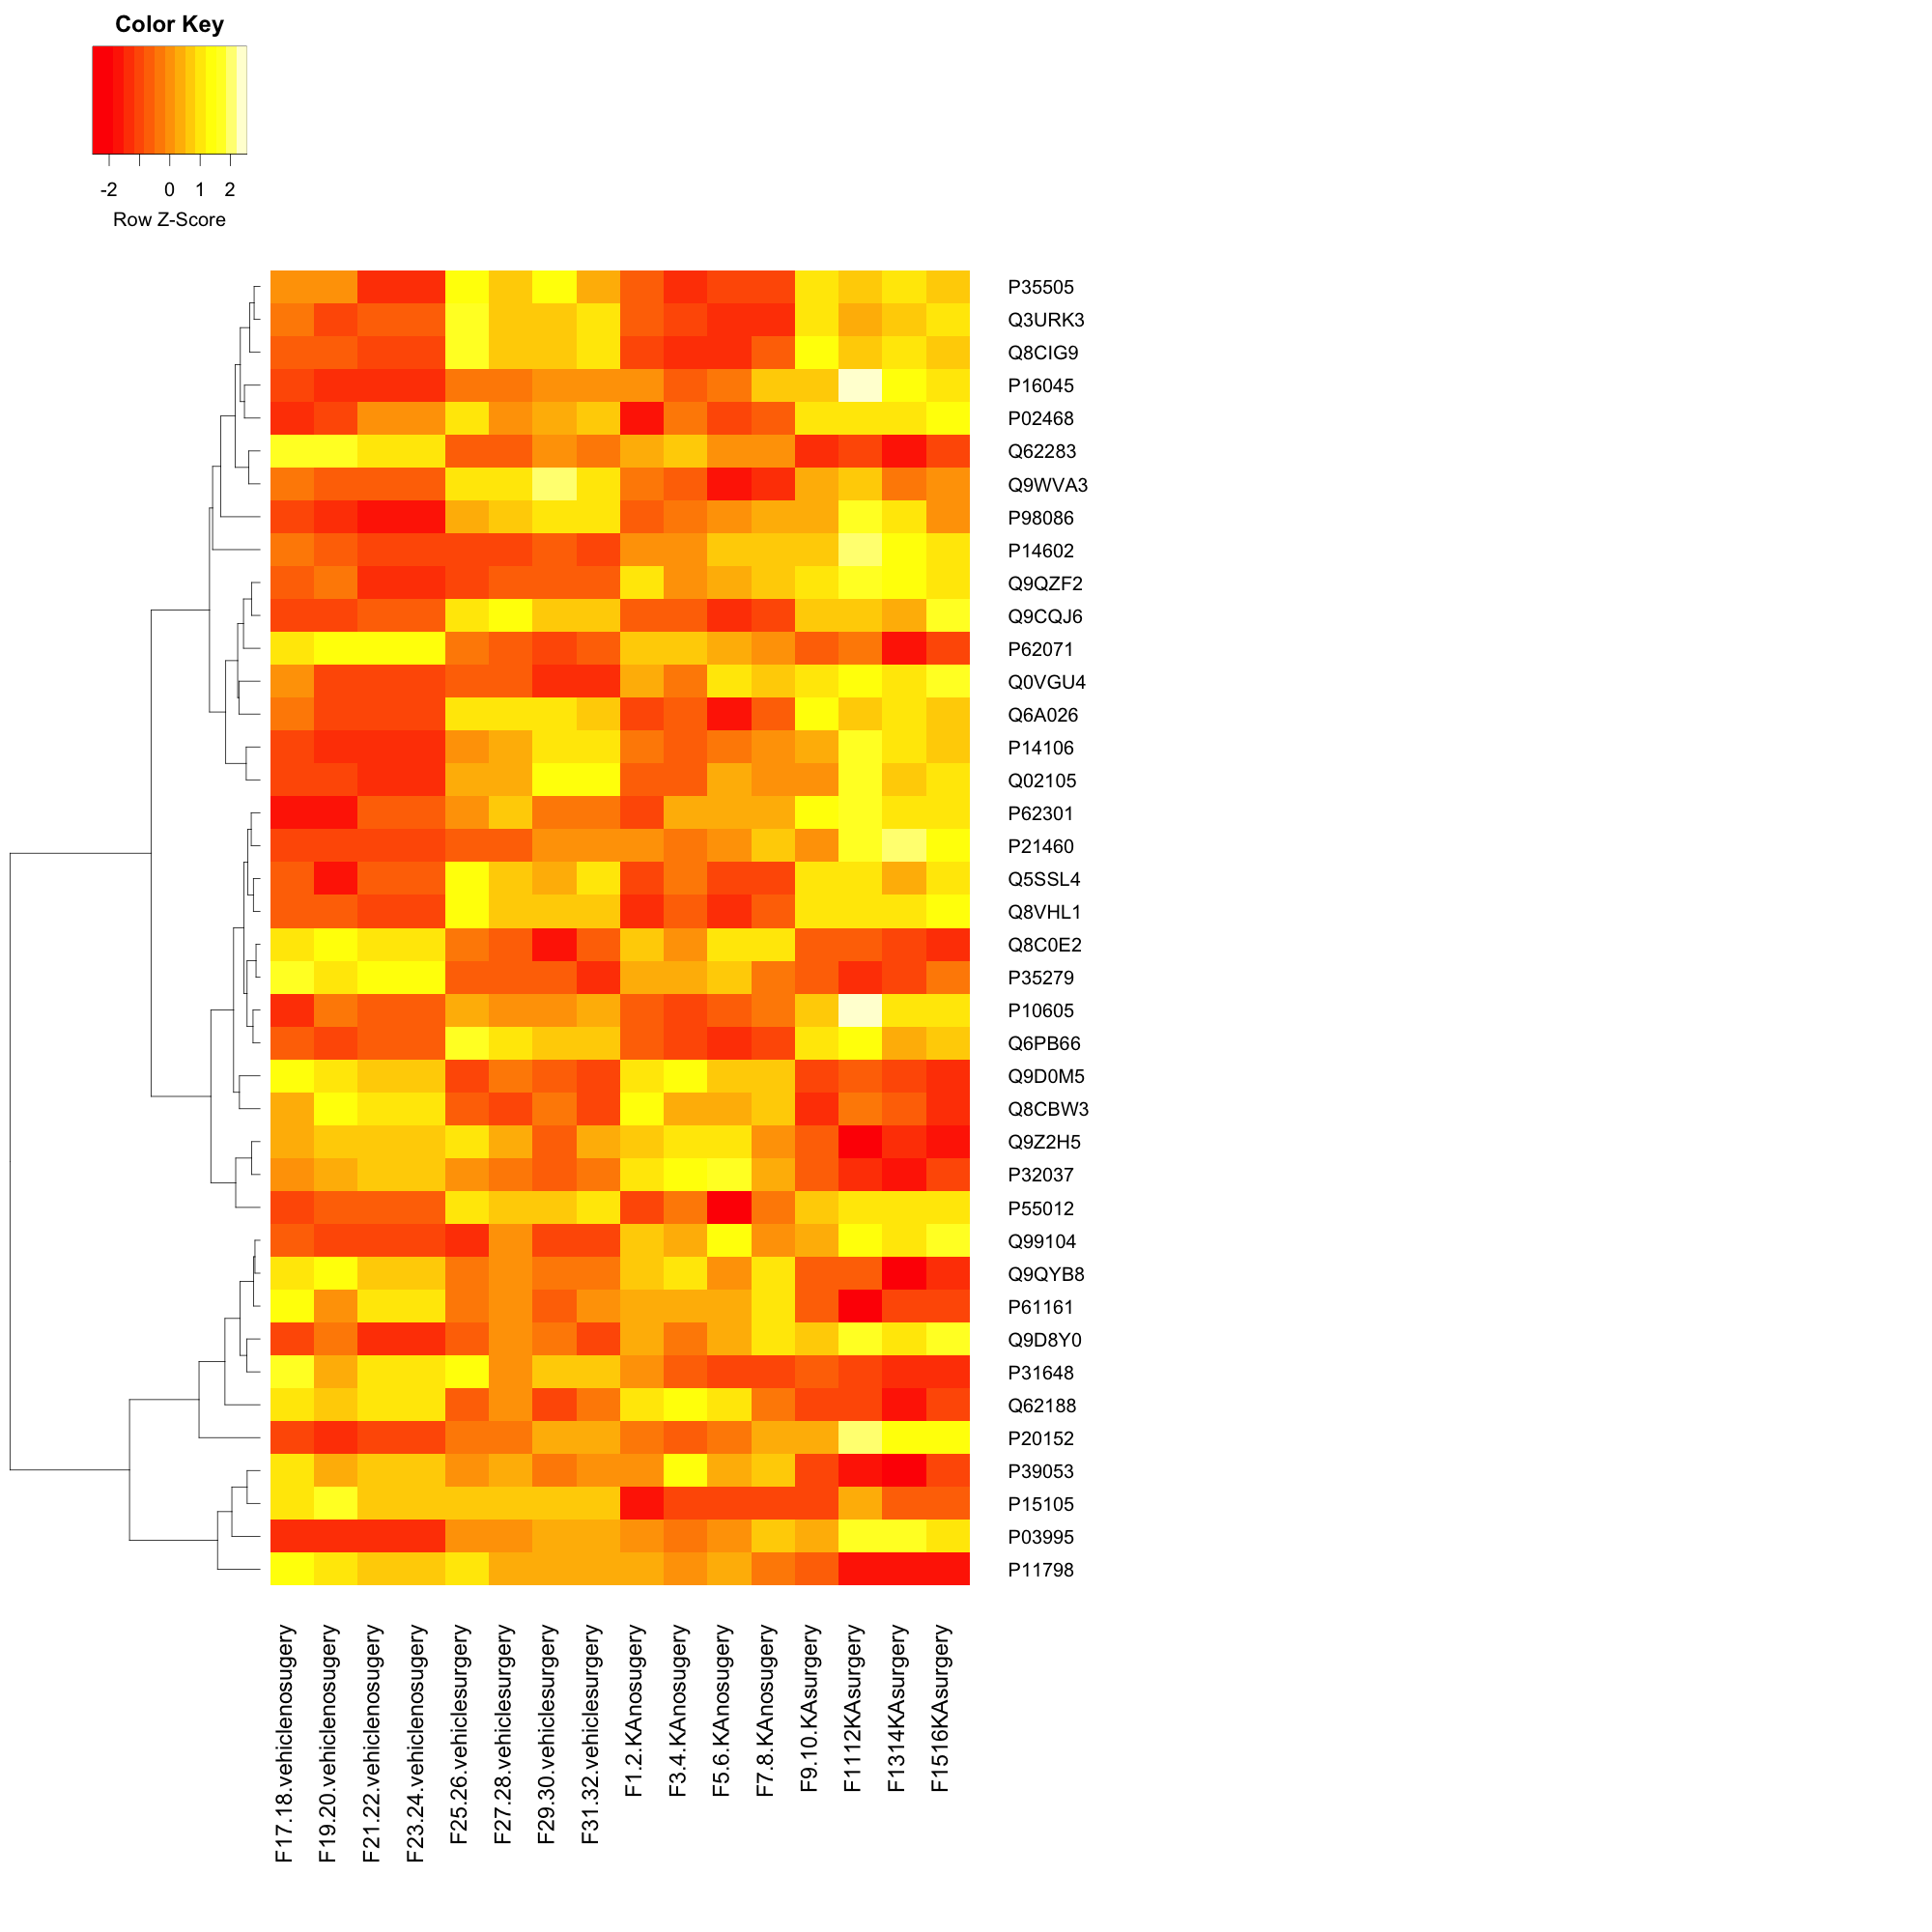 Color Key
-2 0 1 2
Row Z-Score
P35505
Q3URK3
Q8CIG9
P16045
P02468
Q62283
Q9WVA3
P98086
P14602
Q9QZF2
Q9CQJ6
P62071
Q0VGU4
Q6A026
P14106
Q02105
P62301
P21460
Q5SSL4
Q8VHL1
Q8C0E2
P35279
P10605
Q6PB66
Q9D0M5
Q8CBW3
Q9Z2H5
P32037
P55012
Q99104
Q9QYB8
P61161
Q9D8Y0
P31648
Q62188
P20152
P39053
P15105
P03995
P11798
F17.18.vehiclenosugery
F19.20.vehiclenosugery
F21.22.vehiclenosugery
F23.24.vehiclenosugery
F25.26.vehiclesurgery
F27.28.vehiclesurgery
F29.30.vehiclesurgery
F31.32.vehiclesurgery
F1.2.KAnosugery
F3.4.KAnosugery
F5.6.KAnosugery
F7.8.KAnosugery
F9.10.KAsurgery
F1112KAsurgery
F1314KAsurgery
F1516KAsurgery